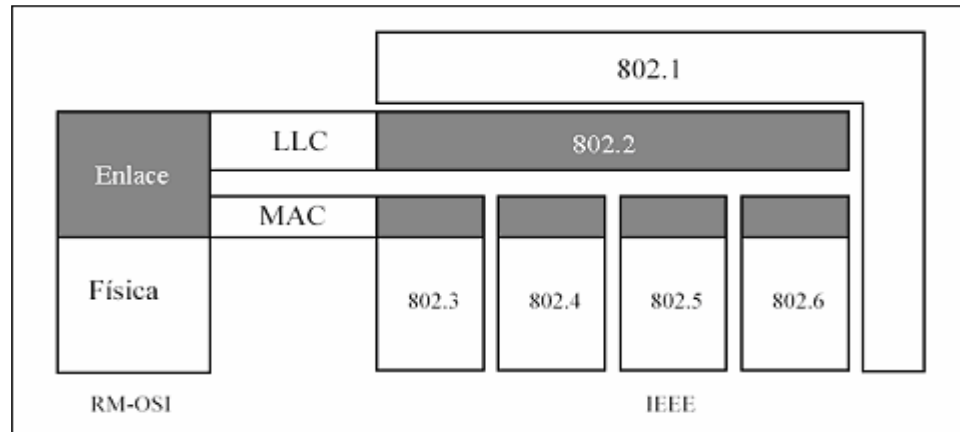 802.1
LLC
802.2
Enlace
MAC
Física
802.3
802.4
802.5
802.6
RM-OSI
IEEE